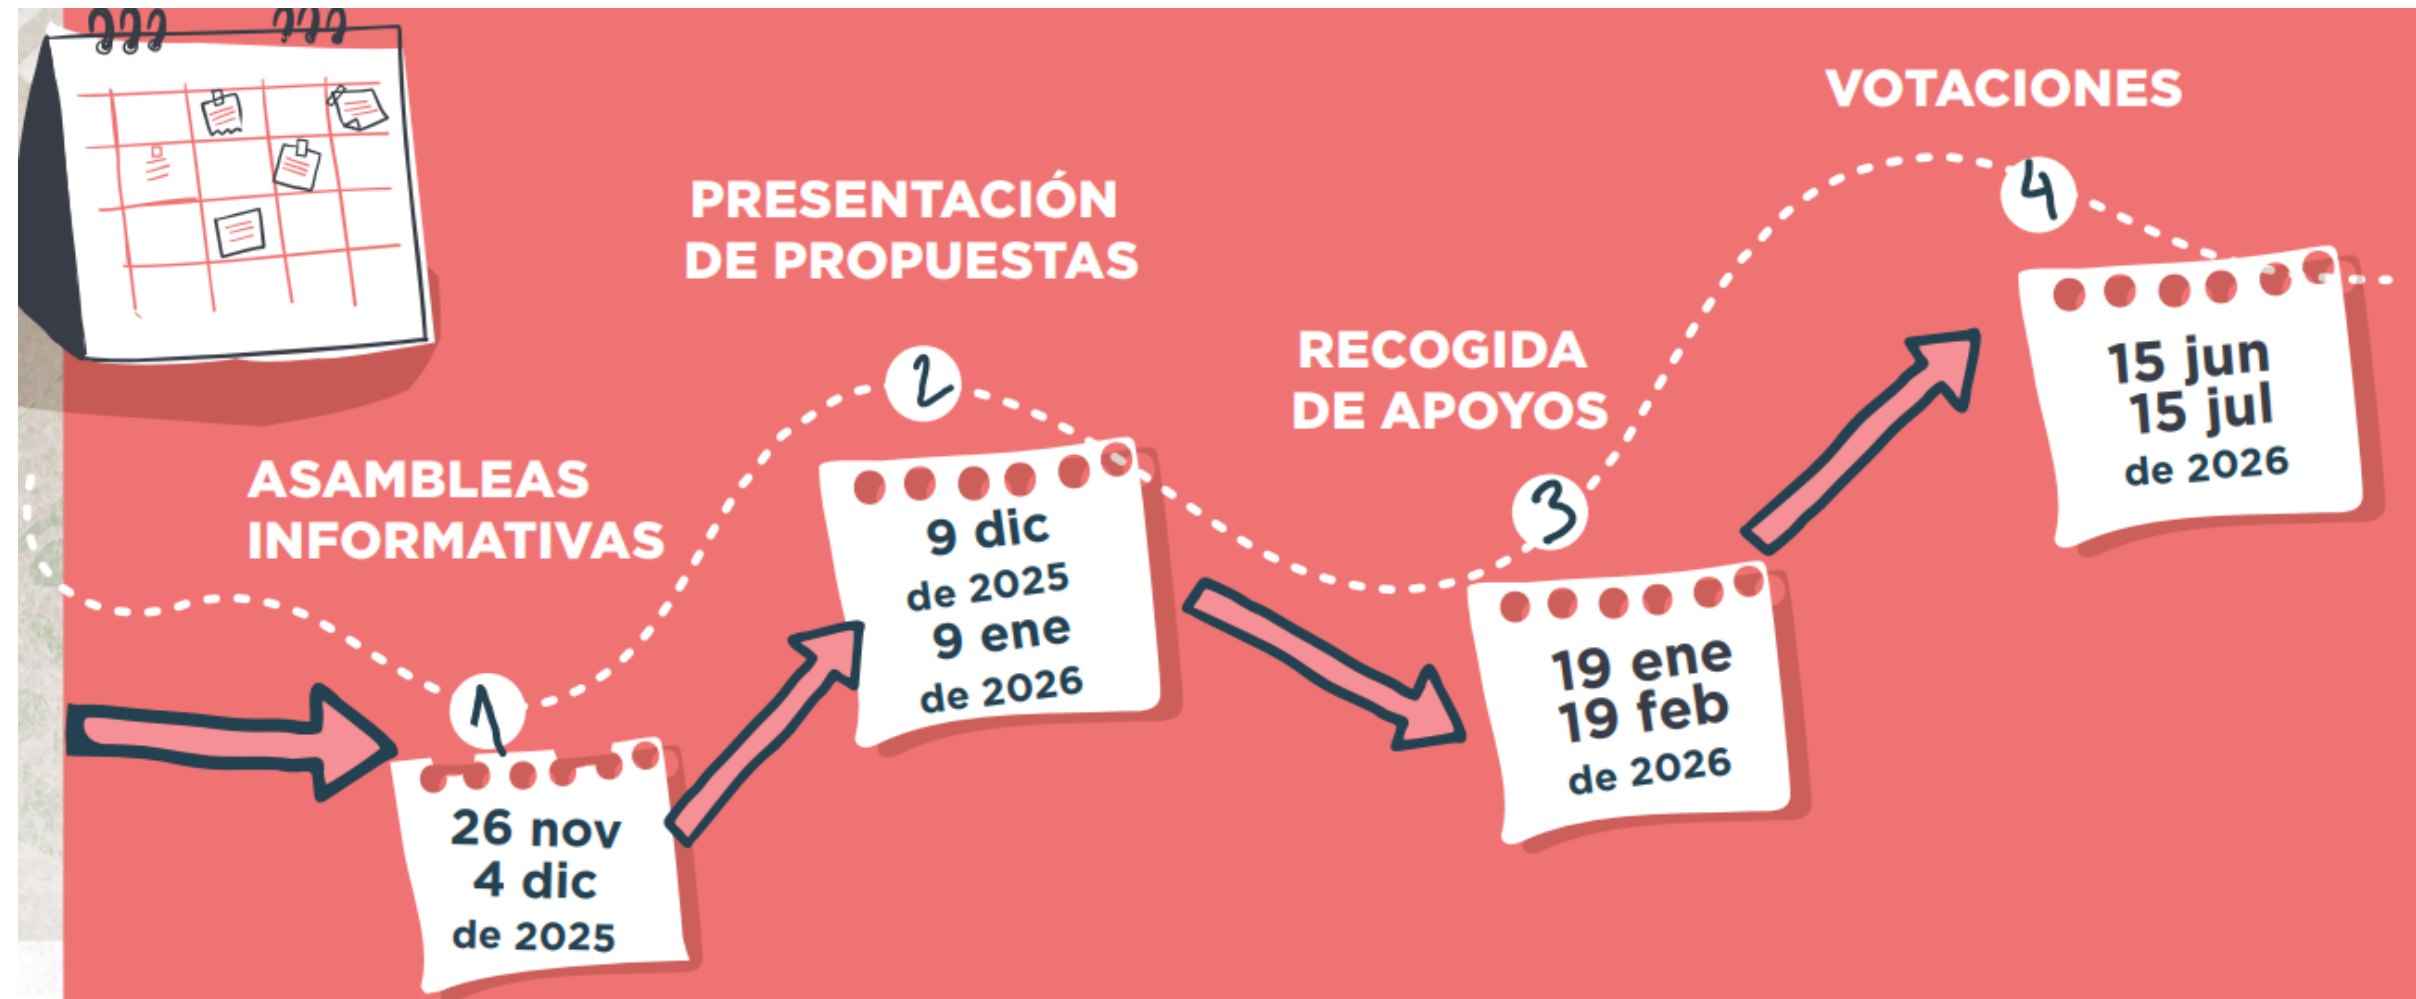 ASAMBLEAS
INFORMATIVAS
1
26 nov
4 dic
de 2025
PRESENTACIÓN
DE PROPUESTAS
2
9 dic
de 2025
9 ene
de 2026
RECOGIDA
DE APOYOS
3
19 ene
19 feb
de 2026
VOTACIONES
4
15 jun
15 jul
de 2026